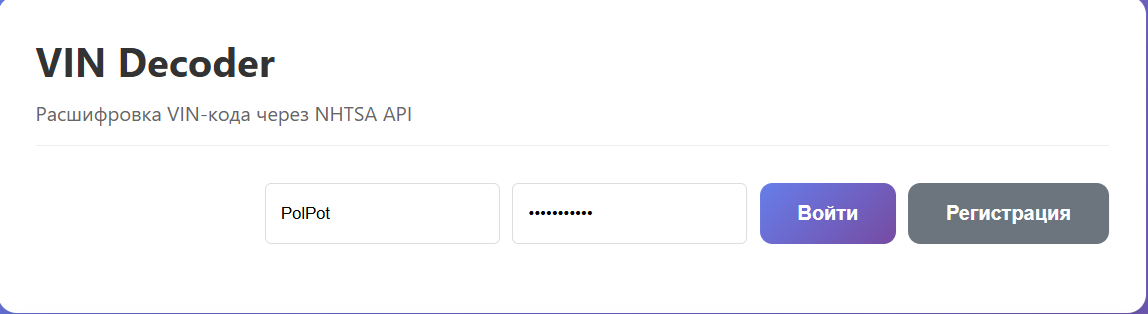 VIN Decoder
Расшифровка VIN-кода через NHTSA API
PolPot ••••••••••• Войти Регистрация